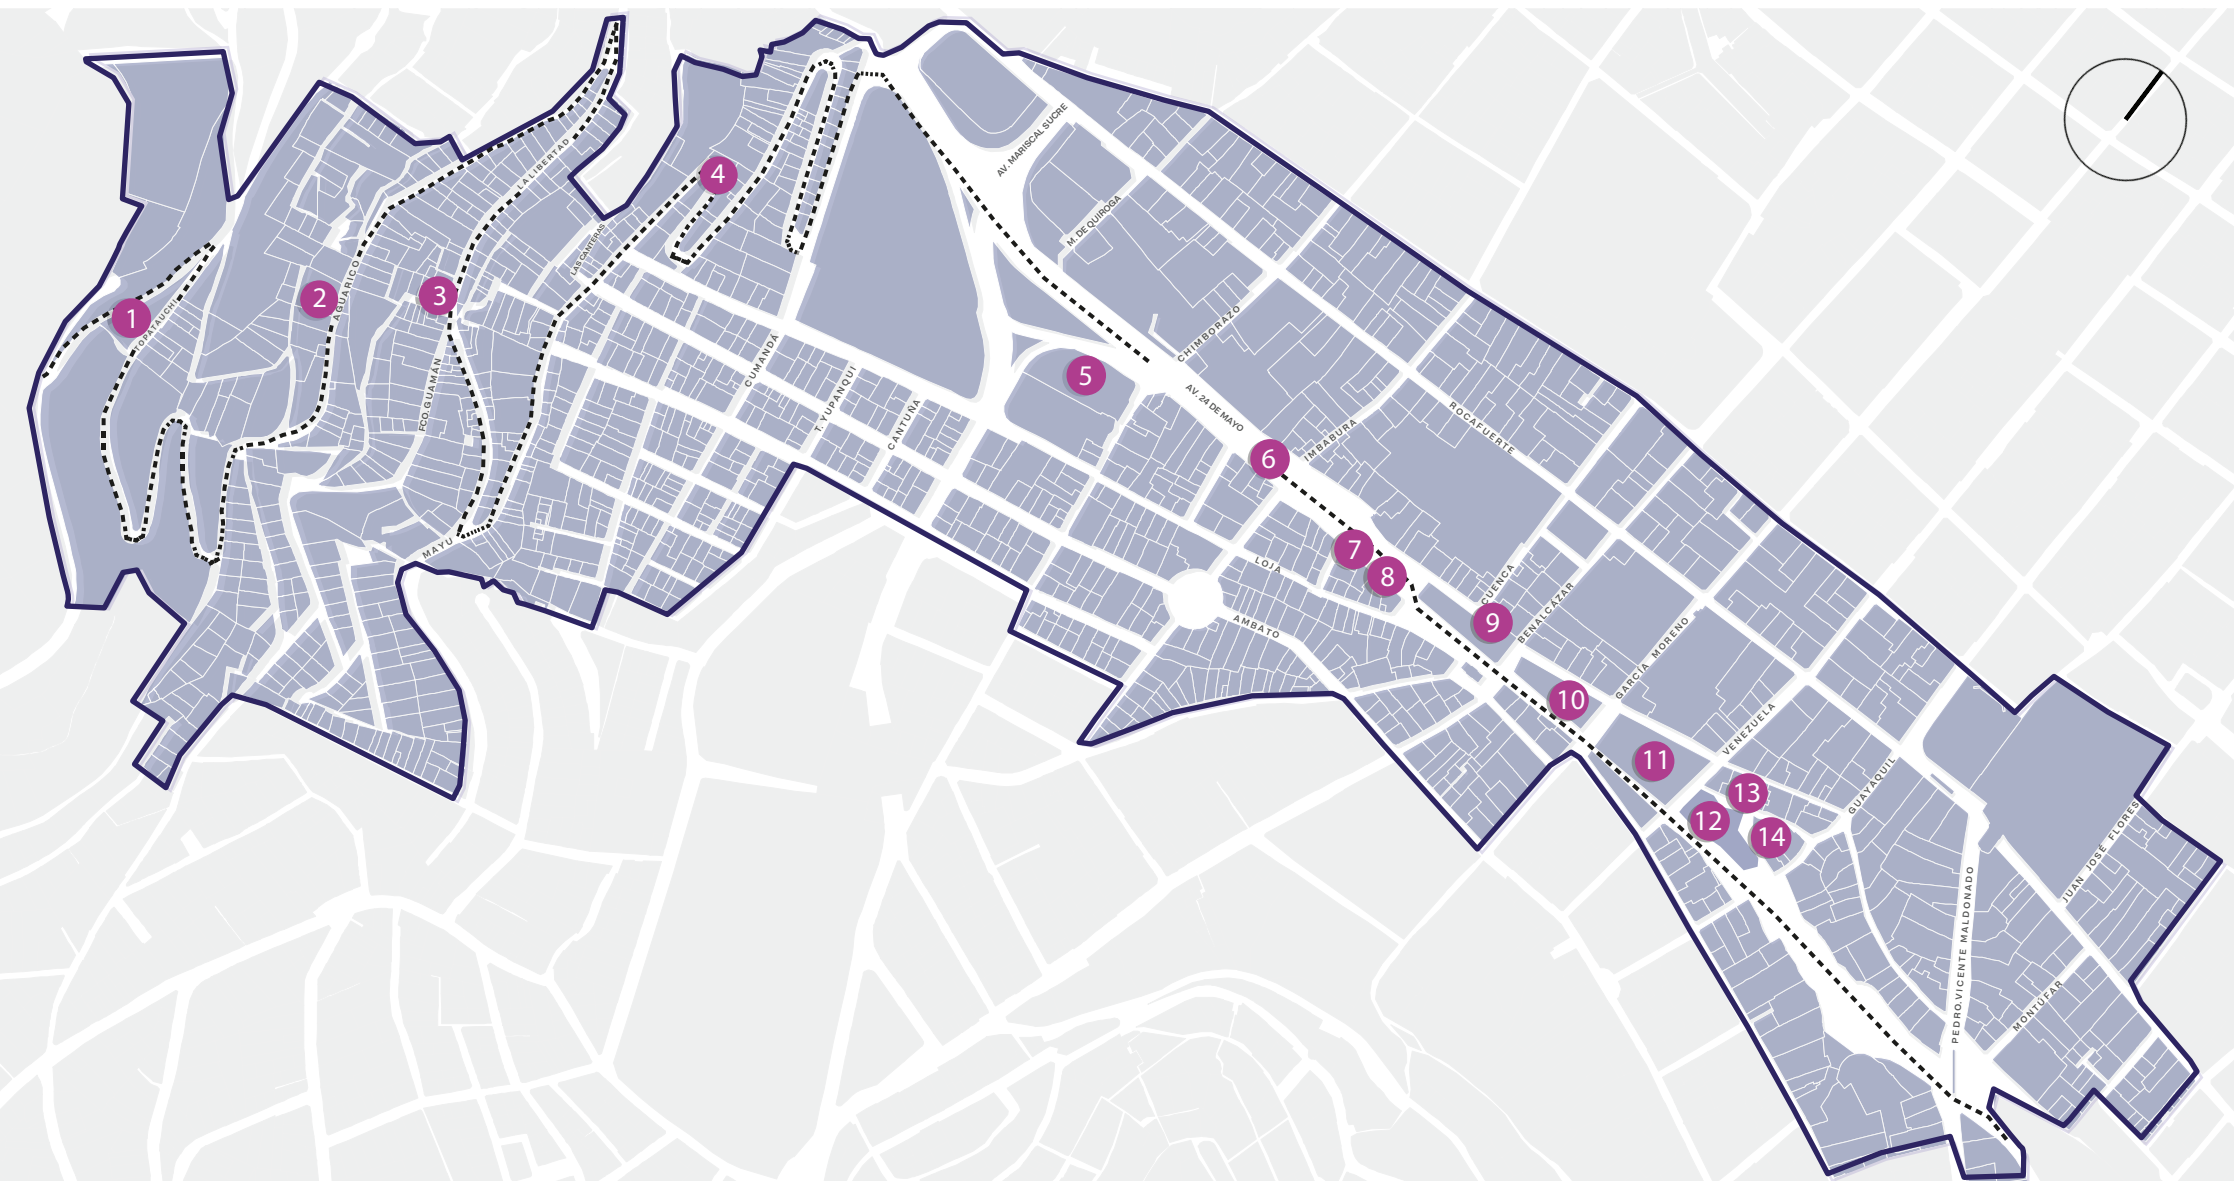 AV. MARISCAL SUCRE
LA LIBERTAD
4
M. DE QUIROGA
LAS CANTERAS
1
TOPATAUCHI
2
AGUARICO
3
CHIMBORAZO
CUMANDÁ
5
FCO. GUAMÁN
T. YUPANQUI
CANTUÑA
AV. 24 DE MAYO
IMBABURA
ROCAFUERTE
6
MAYU
7
8
LOJA
CUENCA
BENALCÁZAR
9
AMBATO
GARCÍA MORENO
10
VENEZUELA
11
GUAYAQUIL
13
12
14
JUAN JOSÉ FLORES
PEDRO VICENTE MALDONADO
MONTÚFAR